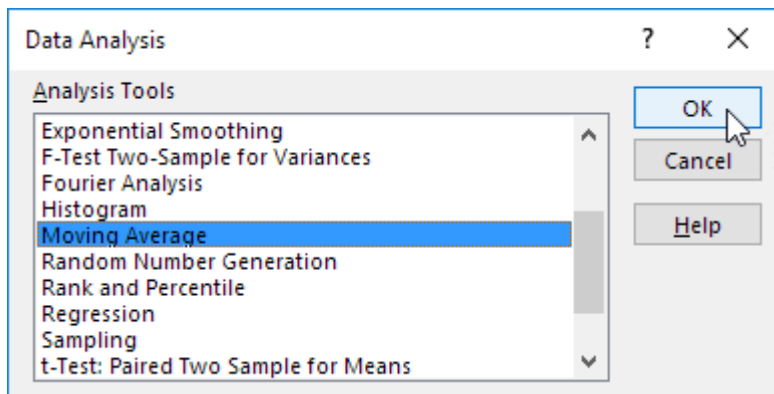 Data Analysis
?
Analysis Tools
Exponential Smoothing
F-Test Two-Sample for Variances
Fourier Analysis
Histogram
Moving Average
Random Number Generation
Rank and Percentile
Regression
Sampling
t-Test: Paired Two Sample for Means
OK
Cancel
Help